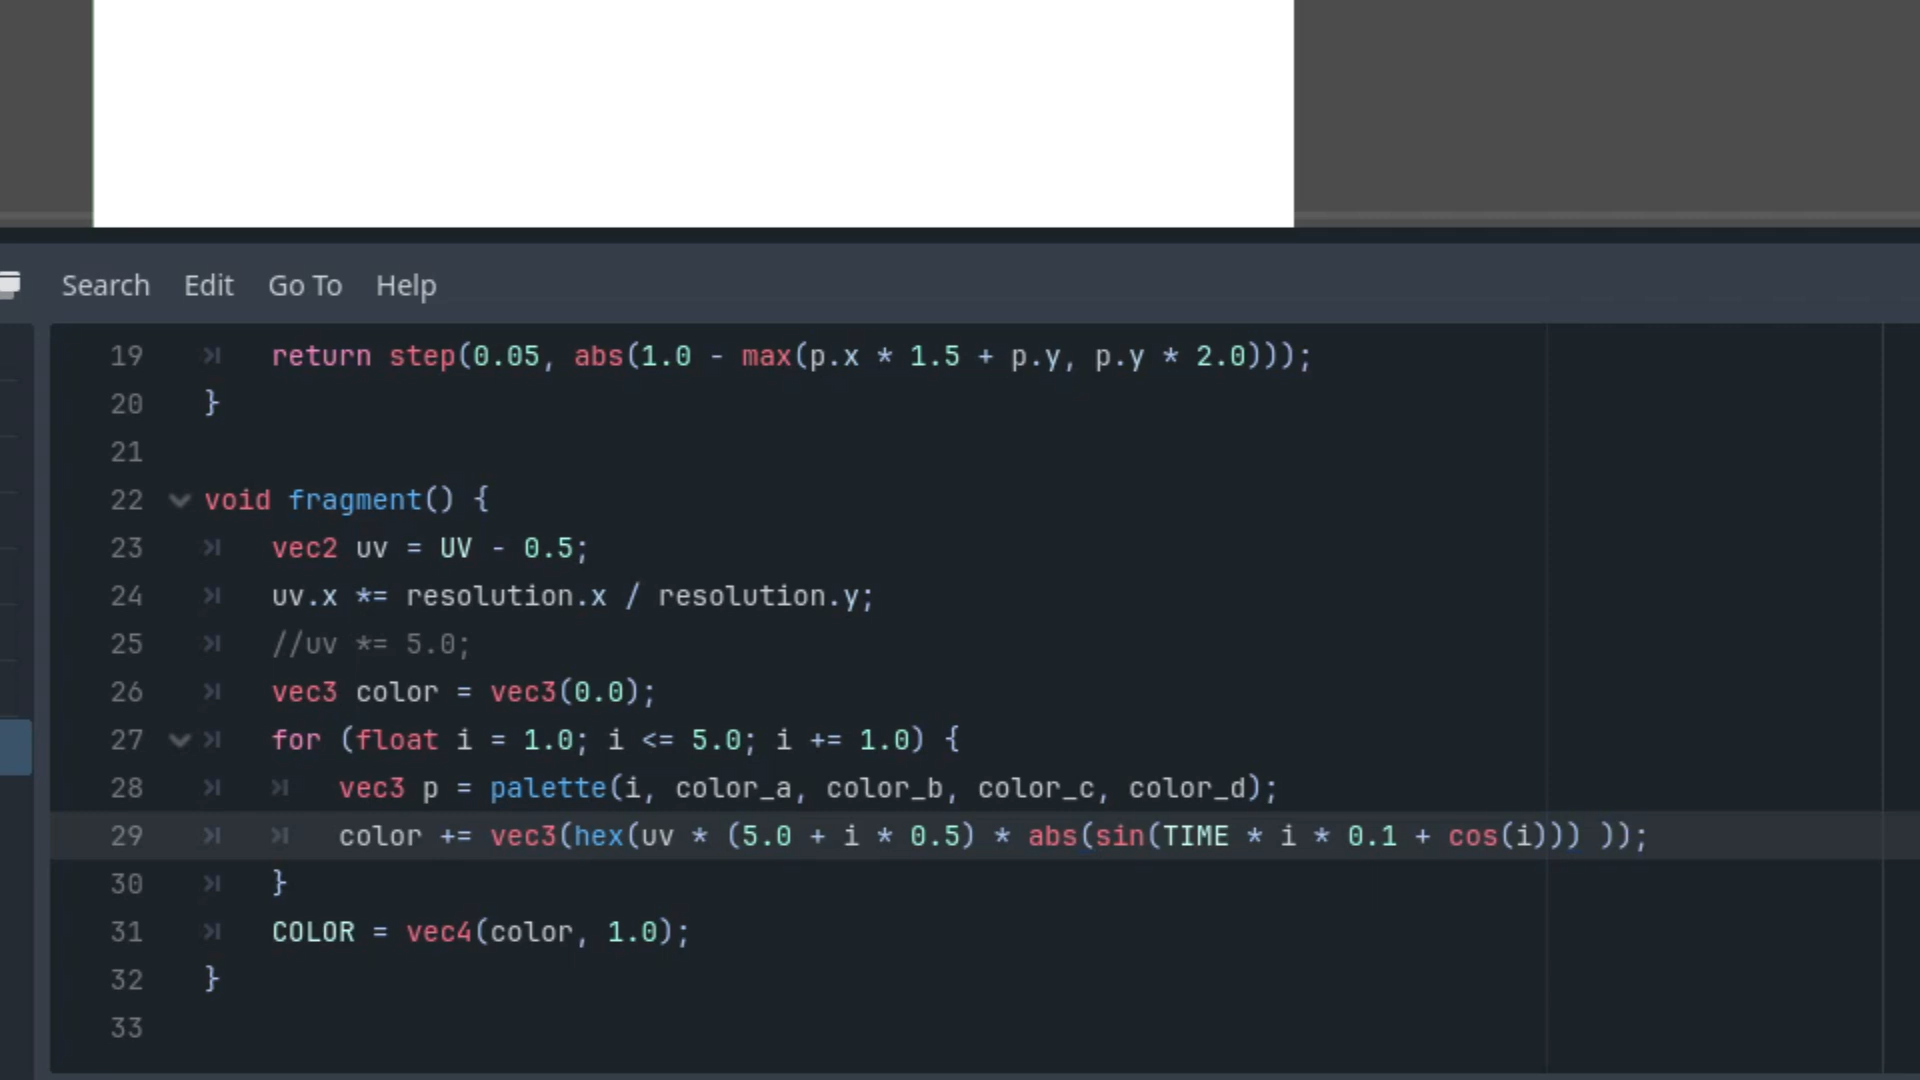 Search Edit Go To Help
19 return step(0.05, abs(1.0 - max(p.x * 1.5 + p.y, p.y * 2.0)));
20 }
21
22 void fragment() {
23 vec2 uv = UV - 0.5;
24 uv.x *= resolution.x / resolution.y;
25 //uv *= 5.0;
26 vec3 color = vec3(0.0);
27 for (float i = 1.0; i <= 5.0; i += 1.0) {
28 vec3 p = palette(i, color_a, color_b, color_c, color_d);
29 color += vec3(hex(uv * (5.0 + i * 0.5) * abs(sin(TIME * i * 0.1 + cos(i))) ));
30 }
31 COLOR = vec4(color, 1.0);
32 }
33